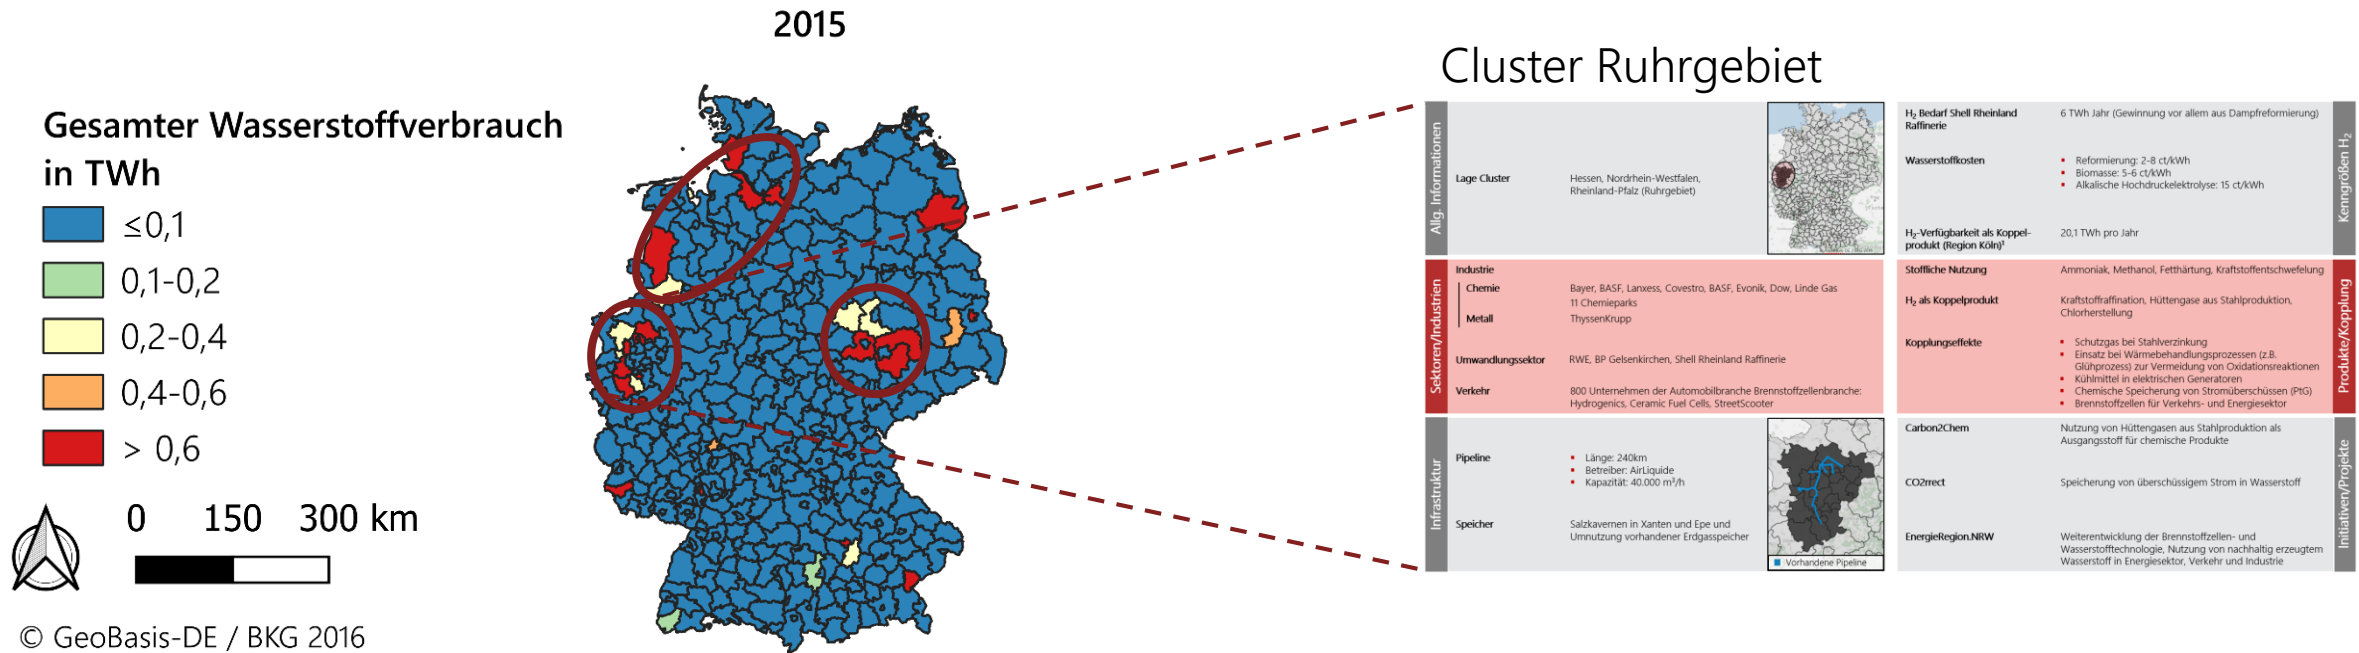 2015
Gesamter Wasserstoffverbrauch
in TWh
≤0,1
0,1-0,2
0,2-0,4
0,4-0,6
> 0,6
0 150 300 km
© GeoBasis-DE / BKG 2016
Cluster Ruhrgebiet
Allg. Informationen
Lage Cluster
Hessen, Nordrhein-Westfalen,
Rheinland-Pfalz (Ruhrgebiet)
Sektoren/Industrien
Industrie
Chemie
Bayer, BASF, Lanxess, Covestro, BASF, Evonik, Dow, Linde Gas
11 Chemieparks
Metall
ThyssenKrupp
Umwandlungssektor
RWE, BP Gelsenkirchen, Shell Rheinland Raffinerie
Verkehr
800 Unternehmen der Automobilbranche Brennstoffzellenbranche:
Hydrogenics, Ceramic Fuel Cells, StreetScooter
Infrastruktur
Pipeline
▪ Länge: 240km
▪ Betreiber: AirLiquide
▪ Kapazität: 40.000 m³/h
Speicher
Salzkavernen in Xanten und Epe und
Umnutzung vorhandener Erdgasspeicher
Vorhandene Pipeline
H₂ Bedarf Shell Rheinland
Raffinerie
6 TWh Jahr (Gewinnung vor allem aus Dampfreformierung)
Wasserstoffkosten
▪ Reformierung: 2-8 ct/kWh
▪ Biomasse: 5-6 ct/kWh
▪ Alkalische Hochdruckelektrolyse: 15 ct/kWh
H₂-Verfügbarkeit als Koppel-
produkt (Region Köln)¹
20,1 TWh pro Jahr
Kenngrößen H₂
Stoffliche Nutzung
Ammoniak, Methanol, Fetthärtung, Kraftstoffentschwefelung
H₂ als Koppelprodukt
Kraftstoffraffination, Hüttengase aus Stahlproduktion,
Chlorherstellung
Kopplungseffekte
▪ Schutzgas bei Stahlverzinkung
▪ Einsatz bei Wärmebehandlungsprozessen (z.B.
Glühprozess) zur Vermeidung von Oxidationsreaktionen
▪ Kühlmittel in elektrischen Generatoren
▪ Chemische Speicherung von Stromüberschüssen (PtG)
▪ Brennstoffzellen für Verkehrs- und Energiesektor
Produkte/Kopplung
Carbon2Chem
Nutzung von Hüttengasen aus Stahlproduktion als
Ausgangsstoff für chemische Produkte
CO2rrect
Speicherung von überschüssigem Strom in Wasserstoff
EnergieRegion.NRW
Weiterentwicklung der Brennstoffzellen- und
Wasserstofftechnologie, Nutzung von nachhaltig erzeugtem
Wasserstoff in Energiesektor, Verkehr und Industrie
Initiativen/Projekte